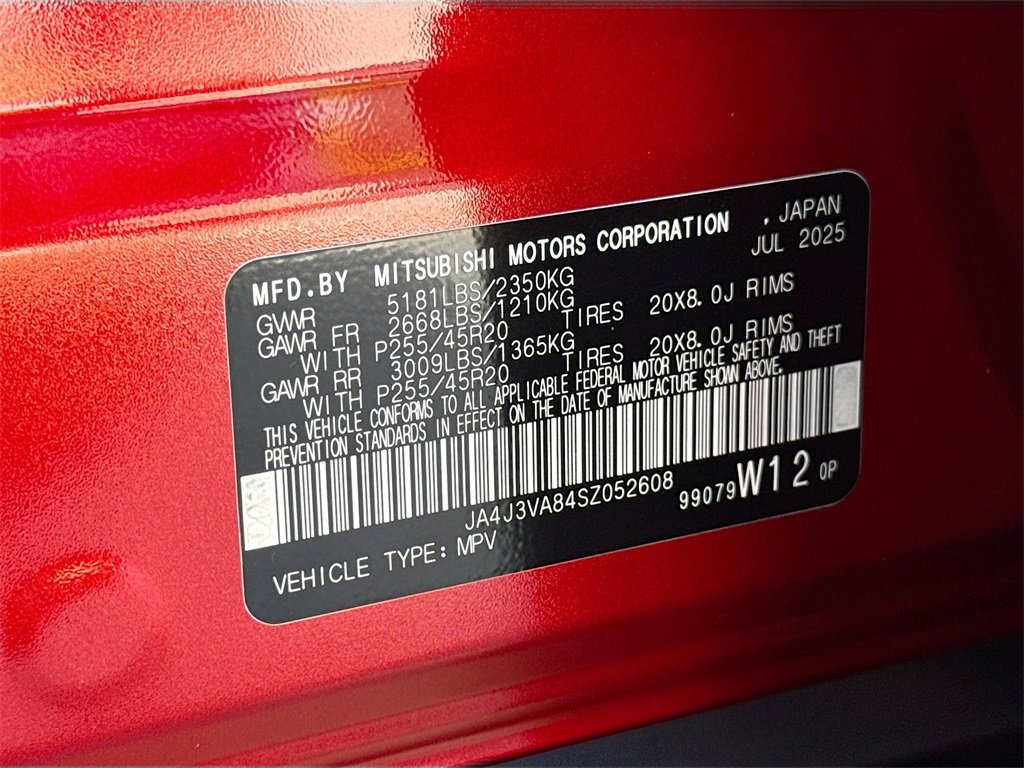 MFD.BY MITSUBISHI MOTORS CORPORATION , JAPAN
JUL 2025
GVWR 5181LBS/2350KG
GAWR FR 2668LBS/1210KG TIRES 20X8.0J RIMS
WITH P255/45R20
GAWR RR 3009LBS/1365KG TIRES 20X8.0J RIMS
WITH P255/45R20
THIS VEHICLE CONFORMS TO ALL APPLICABLE FEDERAL MOTOR VEHICLE SAFETY AND THEFT
PREVENTION STANDARDS IN EFFECT ON THE DATE OF MANUFACTURE SHOWN ABOVE.
JA4J3VA84SZ052608
99079 W12 OP
VEHICLE TYPE: MPV